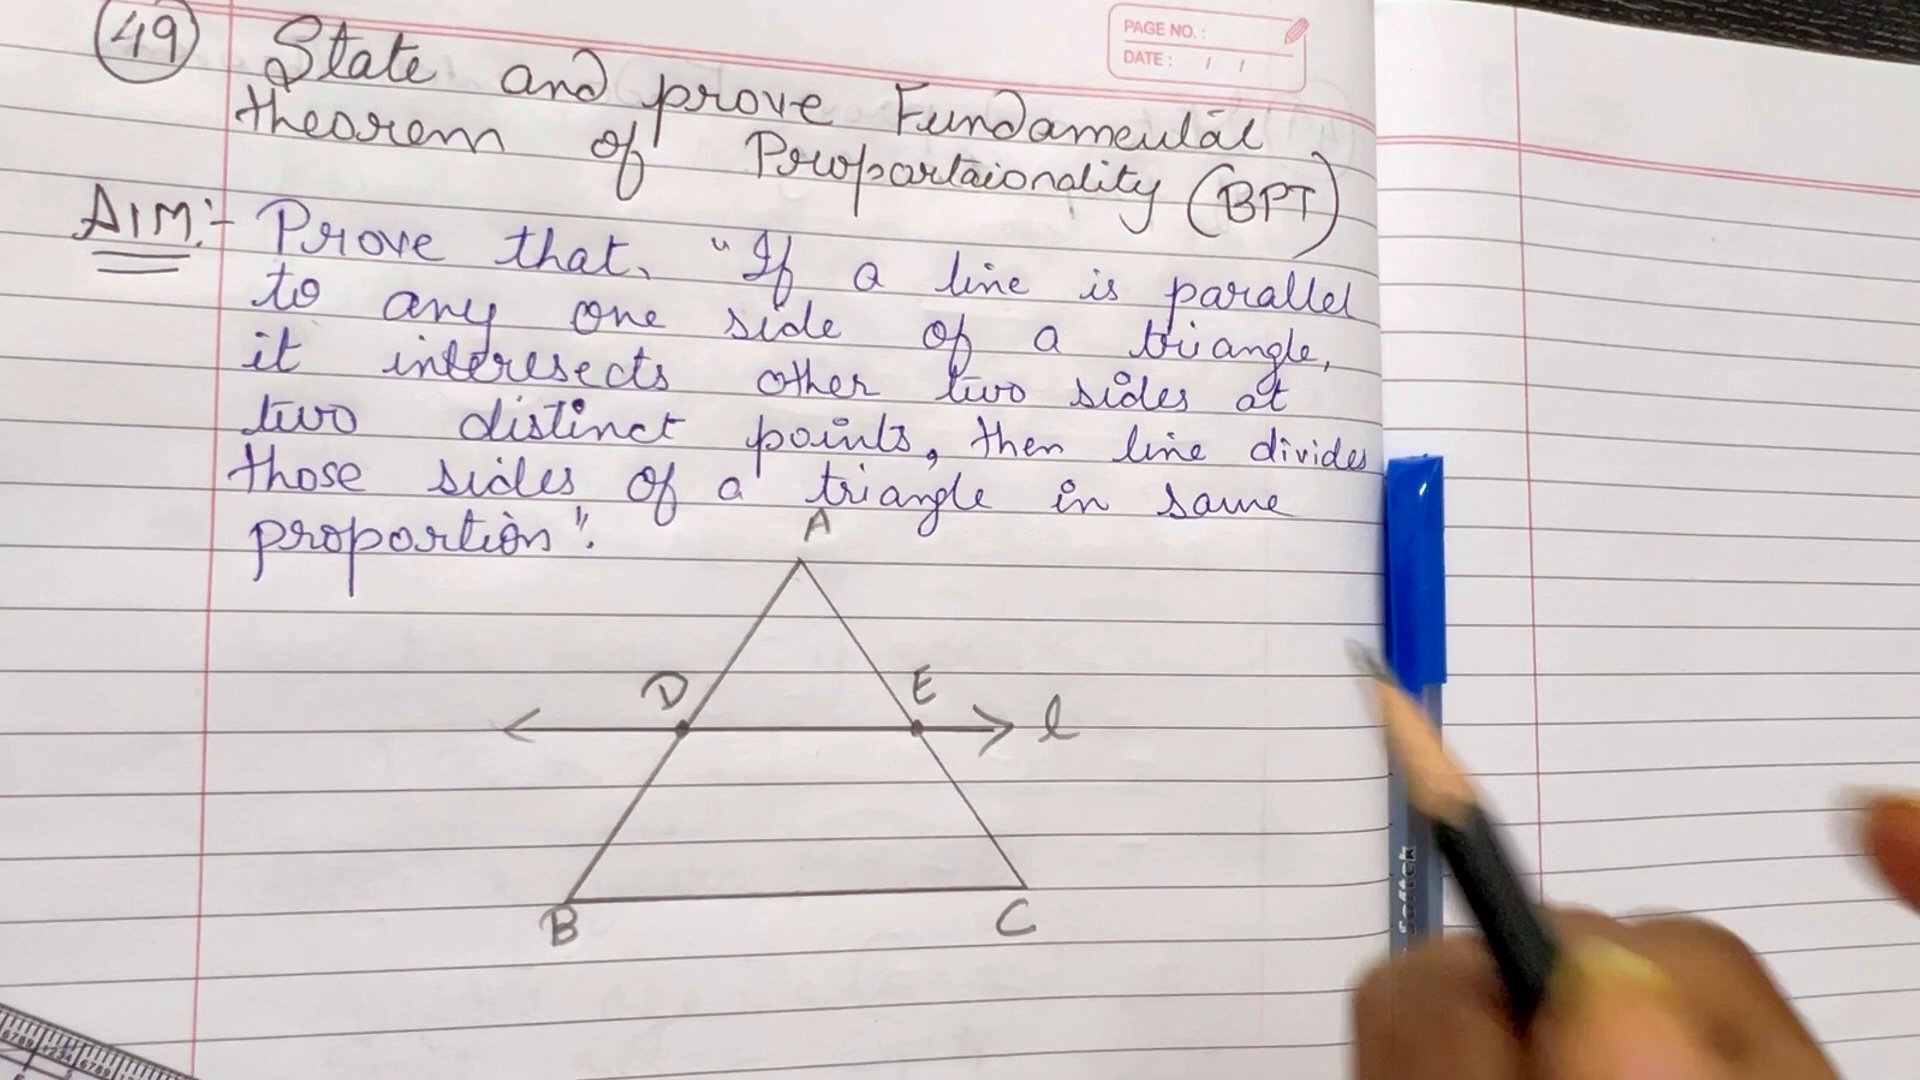 PAGE NO. :
DATE : / /
49 State and prove Fundamental
theorem of Proportaionality (BPT)
AIM:- Prove that, "If a line is parallel
to any one side of a triangle,
it interesects other two sides at
two distinct points, then line divides
those sides of a triangle in same
proportion".
A
D E
l
B C